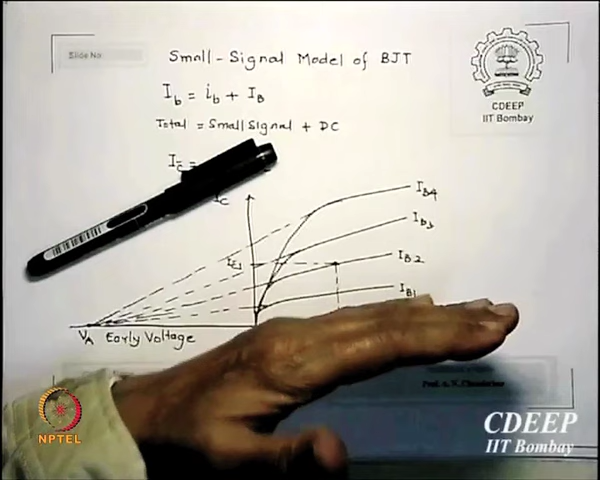 Slide No:
Small-Signal Model of BJT
CDEEP
IIT Bombay
I_b = i_b + I_B
Total = Small Signal + DC
I_c =
I_C
I_B4
I_B3
I_C1
I_B2
I_B1
V_A Early Voltage
NPTEL
CDEEP
IIT Bombay